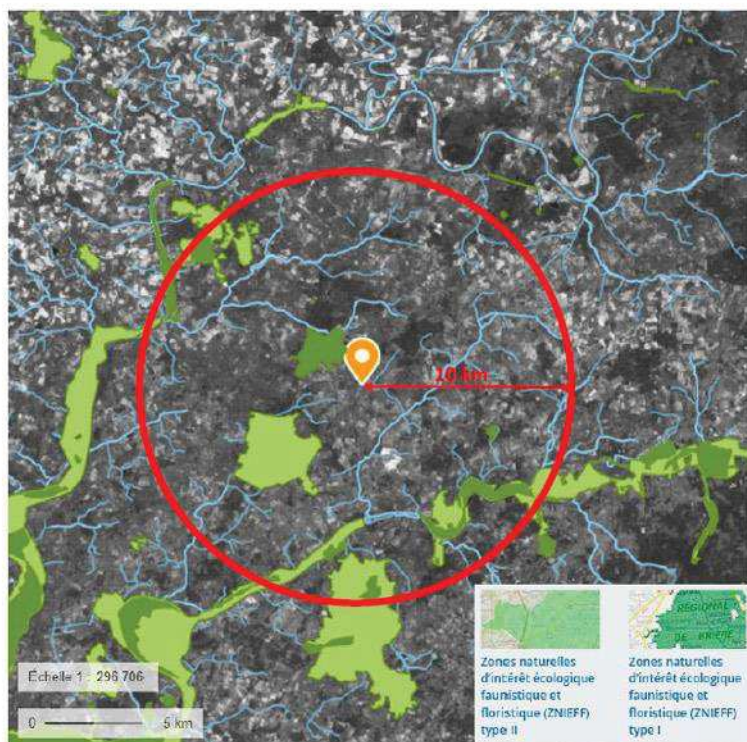 10 km
Échelle 1 : 296 706
0
5 km
RÉGIONAL
DE BRIÈRE
Zones naturelles
d'intérêt écologique
faunistique et
floristique (ZNIEFF)
type II
Zones naturelles
d'intérêt écologique
faunistique et
floristique (ZNIEFF)
type I